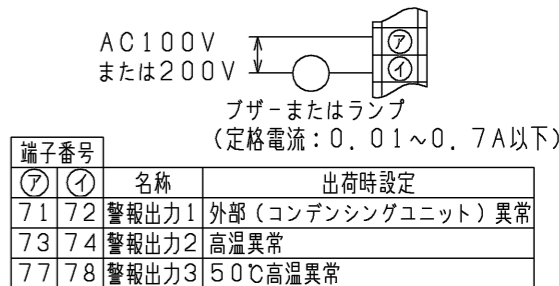 AC100V
または200V
㋐
㋑
ブザーまたはランプ
（定格電流：0．01～0．7A以下）
端子番号
㋐ ㋑ 名称 出荷時設定
71 72 警報出力1 外部（コンデンシングユニット）異常
73 74 警報出力2 高温異常
77 78 警報出力3 50℃高温異常